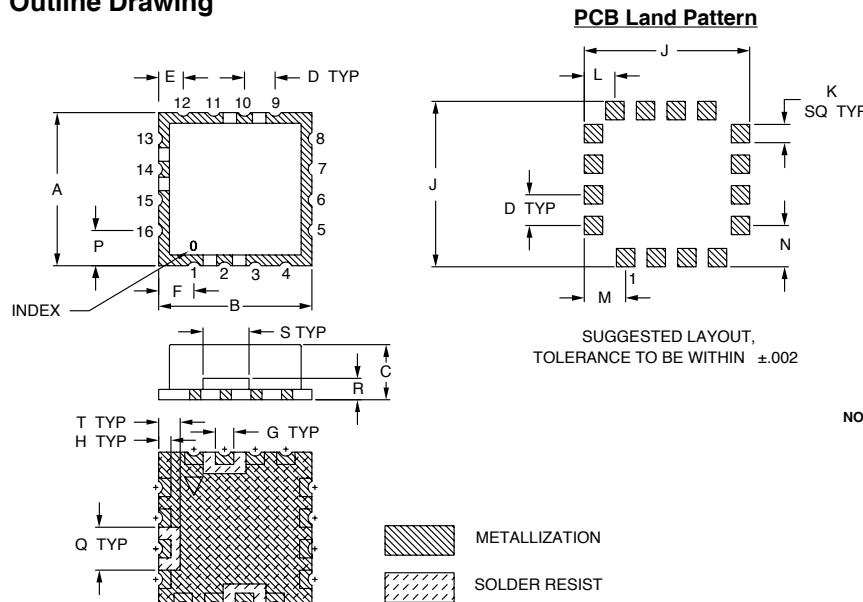 Outline Drawing
PCB Land Pattern
E
D TYP
12 11 10 9
13
14
15
16
8
7
6
5
A
P
0
1 2 3 4
F
B
INDEX
J
L
K
SQ TYP
J
D TYP
N
M
1
SUGGESTED LAYOUT,
TOLERANCE TO BE WITHIN ±.002
S TYP
C
R
T TYP
H TYP
G TYP
Q TYP
NO
METALLIZATION
SOLDER RESIST